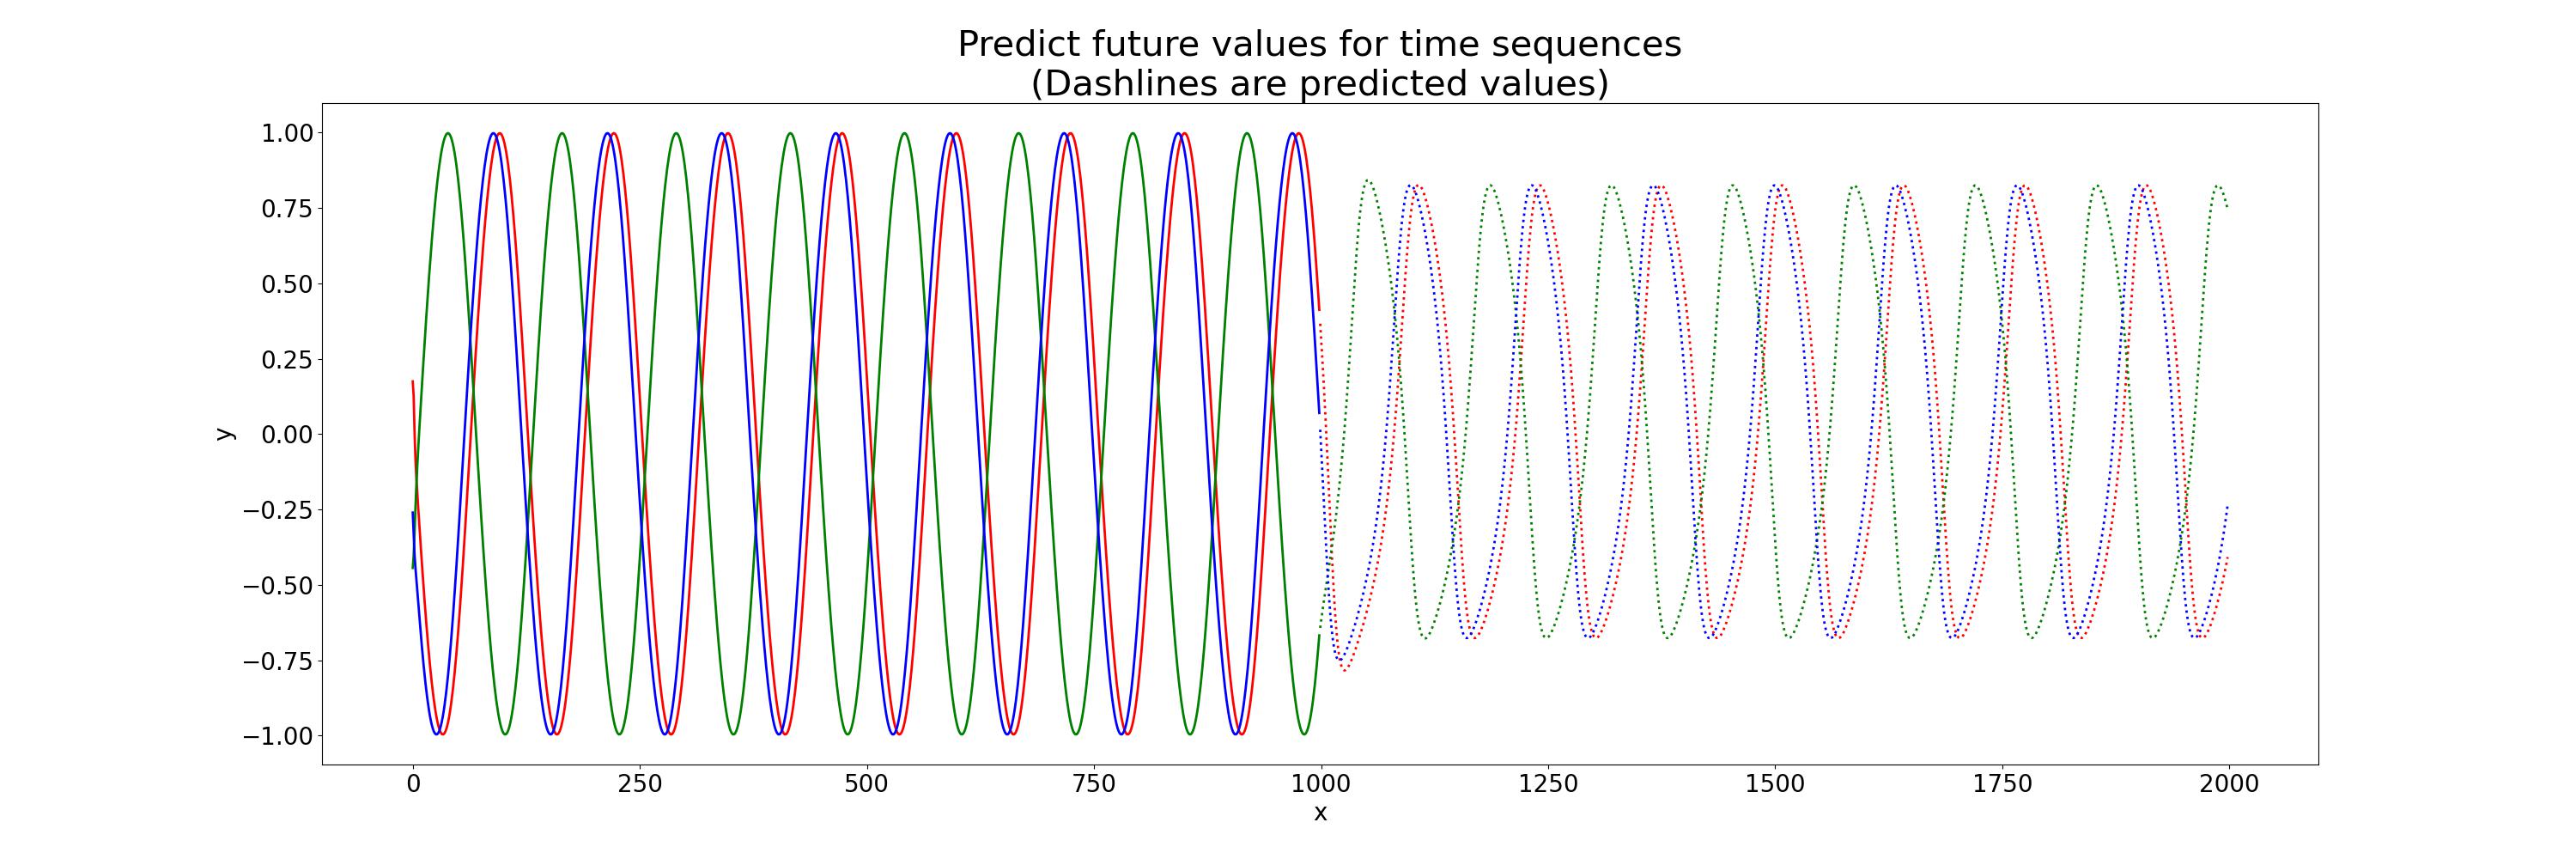 Predict future values for time sequences
(Dashlines are predicted values)
1.00
0.75
0.50
0.25
0.00
−0.25
−0.50
−0.75
−1.00
y
0 250 500 750 1000 1250 1500 1750 2000
x